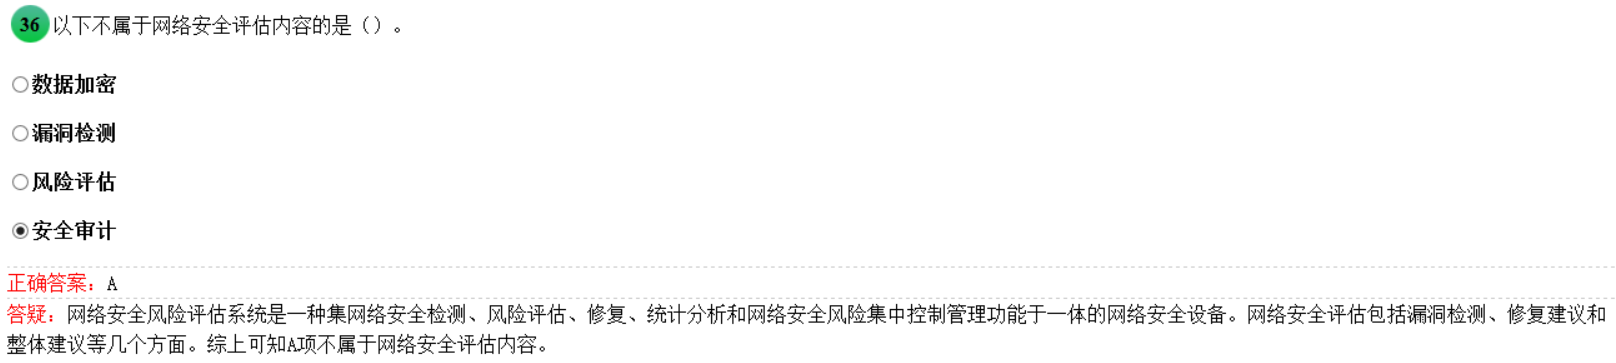 36 以下不属于网络安全评估内容的是（）。
数据加密
漏洞检测
风险评估
安全审计
正确答案：A
答疑：网络安全风险评估系统是一种集网络安全检测、风险评估、修复、统计分析和网络安全风险集中控制管理功能于一体的网络安全设备。网络安全评估包括漏洞检测、修复建议和
整体建议等几个方面。综上可知A项不属于网络安全评估内容。